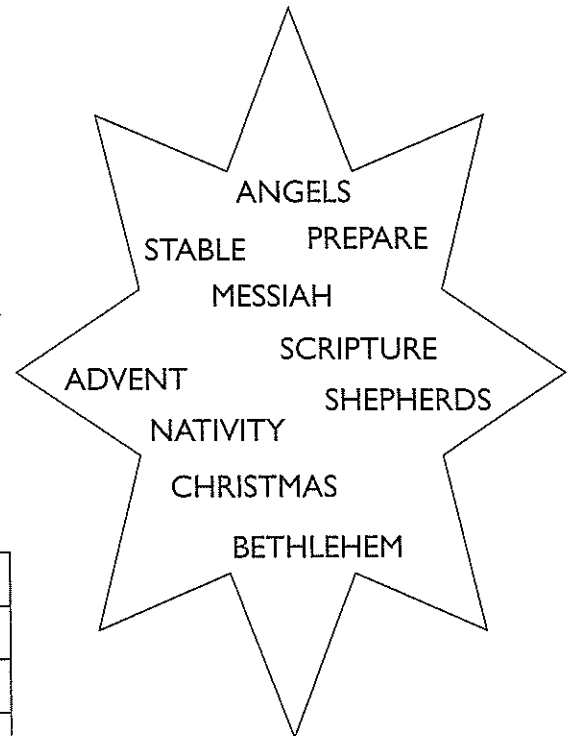 ANGELS
STABLE PREPARE
MESSIAH
SCRIPTURE
ADVENT
SHEPHERDS
NATIVITY
CHRISTMAS
BETHLEHEM